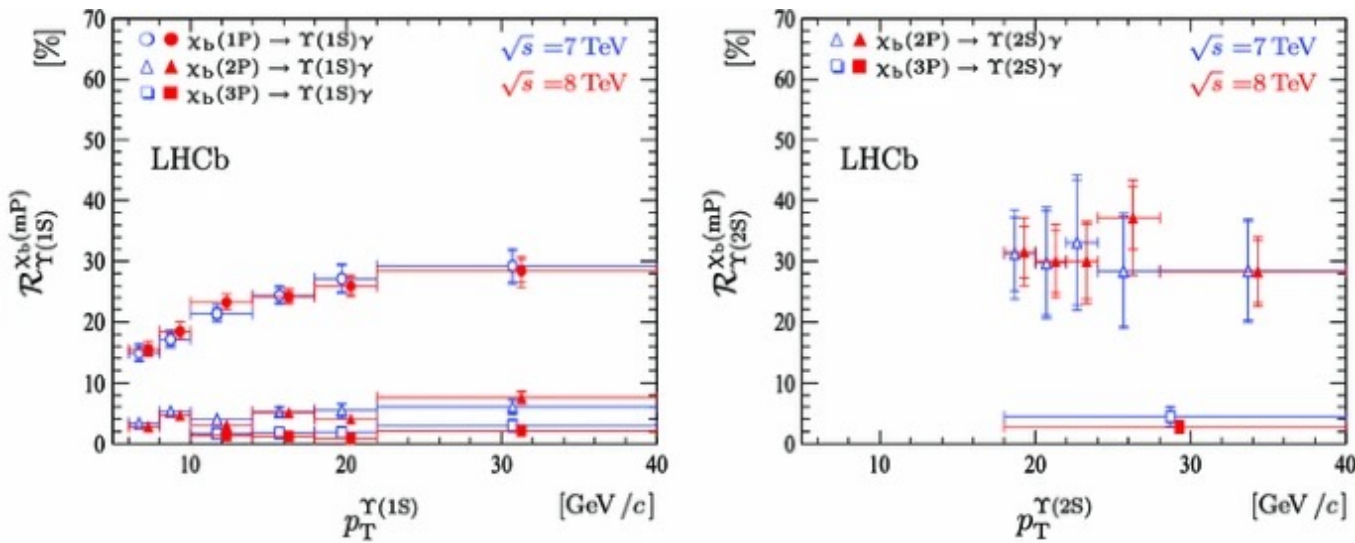 70
60
50
40
30
20
10
0
[%]
R_Υ(1S)^χb(mP)
χb(1P) → Υ(1S)γ
χb(2P) → Υ(1S)γ
χb(3P) → Υ(1S)γ
√s = 7 TeV
√s = 8 TeV
LHCb
10 20 30 40
p_T^Υ(1S) [GeV/c]
70
60
50
40
30
20
10
0
[%]
R_Υ(2S)^χb(mP)
χb(2P) → Υ(2S)γ
χb(3P) → Υ(2S)γ
√s = 7 TeV
√s = 8 TeV
LHCb
10 20 30 40
p_T^Υ(2S) [GeV/c]